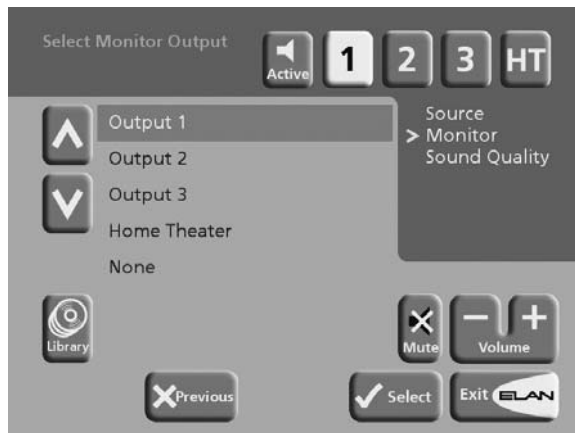 Select Monitor Output
Active
1
2
3
HT
Output 1
Output 2
Output 3
Home Theater
None
Source
> Monitor
Sound Quality
Library
Mute
− +
Volume
Previous
Select
Exit ELAN